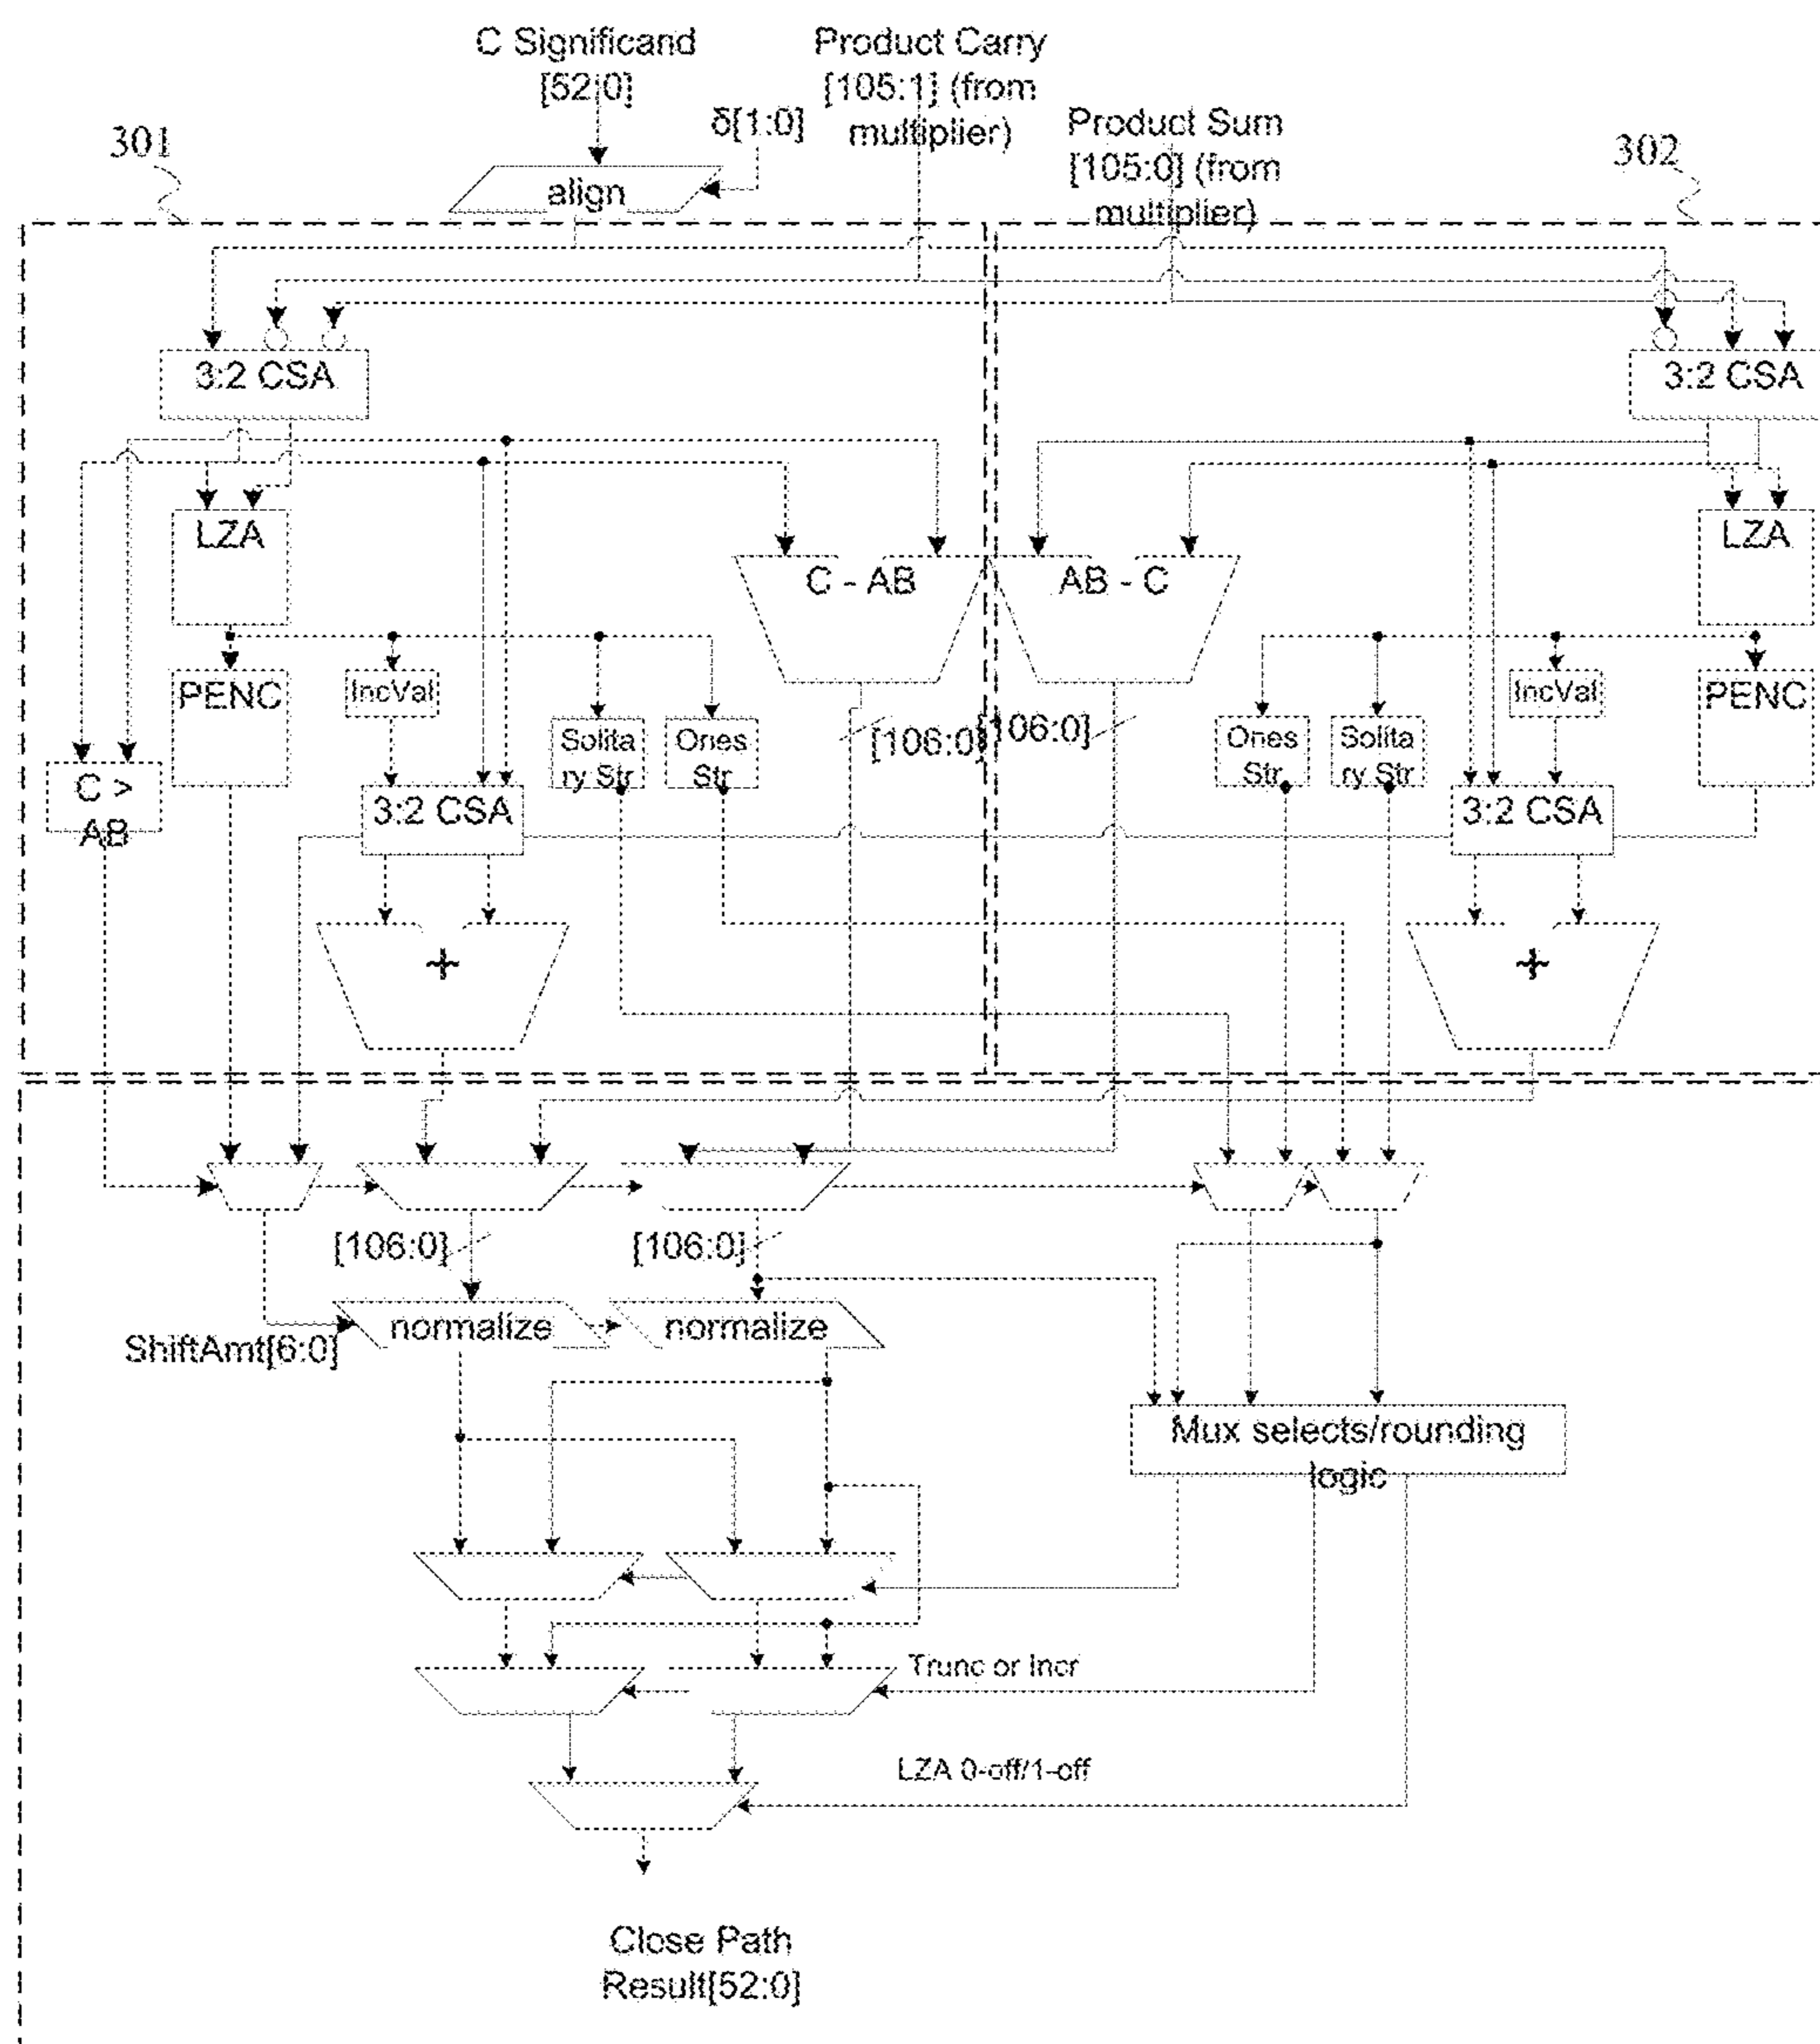 C Significand
[52:0]
Product Carry
[105:1] (from
multiplier)
δ[1:0]
Product Sum
[105:0] (from
multiplier)
301
302
align
3:2 CSA
3:2 CSA
LZA
LZA
C - AB
AB - C
PENC
IncVal
Solita
ry Str
Ones
Str
[106:0]
[106:0]
Ones
Str
Solita
ry Str
IncVal
PENC
C >
AB
3:2 CSA
3:2 CSA
+
+
[106:0]
[106:0]
normalize
normalize
ShiftAmt[6:0]
Mux selects/rounding
logic
Trunc or Incr
LZA 0-off/1-off
Close Path
Result[52:0]